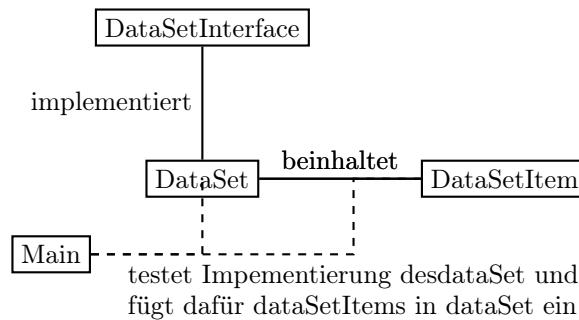 DataSetInterface
implementiert
beinhaltet
DataSet
DataSetItem
Main
testet Impementierung desdataSet und
fügt dafür dataSetItems in dataSet ein